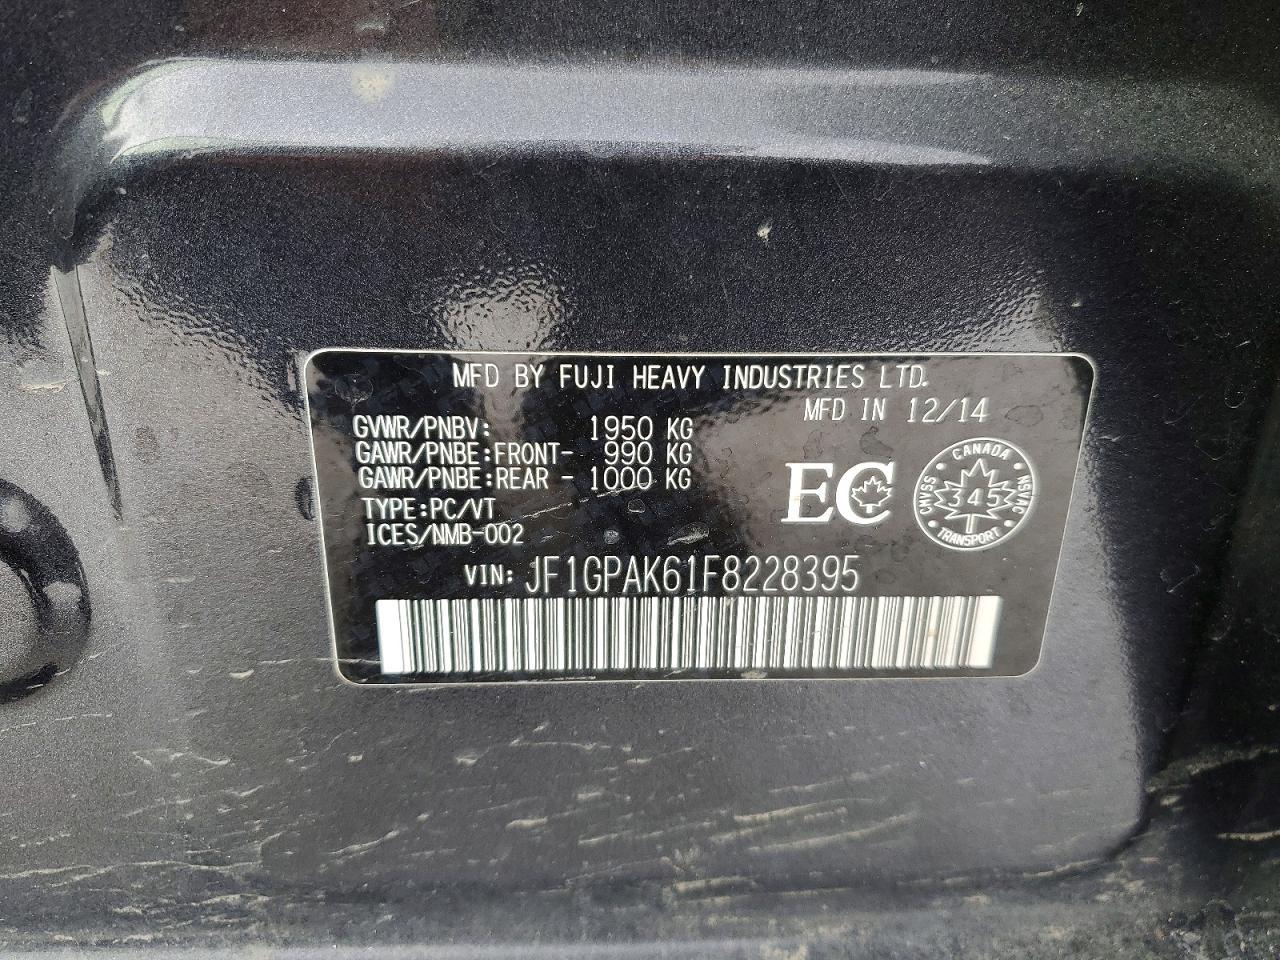 MFD BY FUJI HEAVY INDUSTRIES LTD.
MFD IN 12/14
GVWR/PNBV: 1950 KG
GAWR/PNBE:FRONT- 990 KG
GAWR/PNBE:REAR - 1000 KG
TYPE:PC/VT
ICES/NMB-002
EC
CANADA
CMVSS 345 NSVAC
TRANSPORT
VIN: JF1GPAK61F8228395